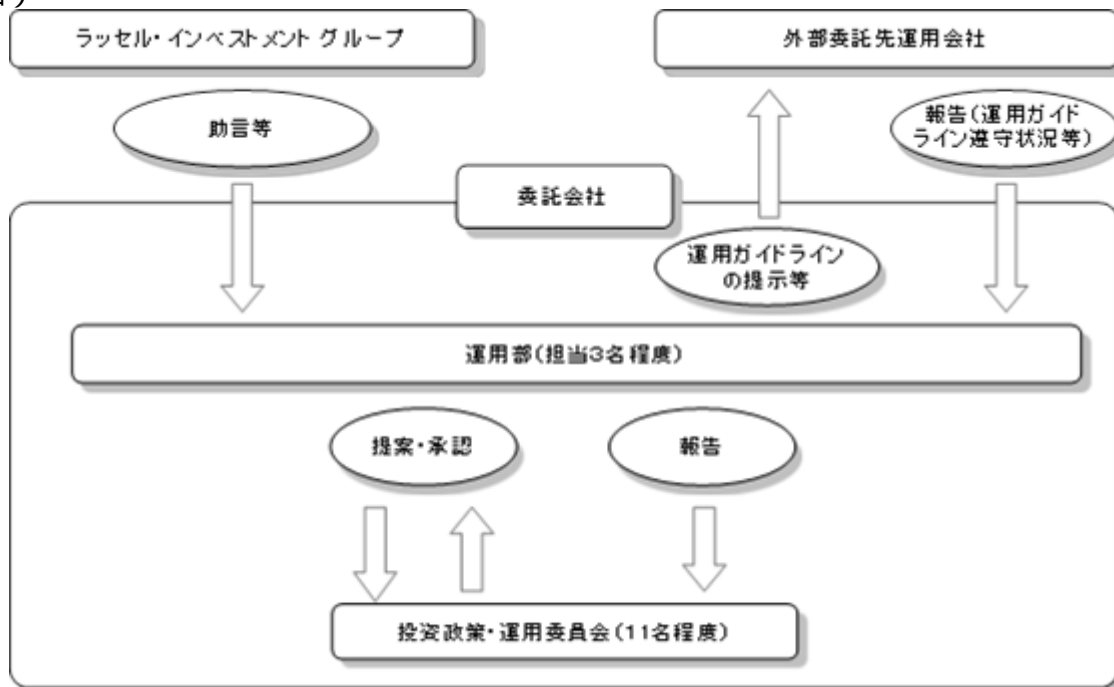 ラッセル・インベストメント グループ
外部委託先運用会社
助言等
報告(運用ガイド
ライン遵守状況等)
委託会社
運用ガイドライン
の提示等
運用部(担当3名程度)
提案・承認
報告
投資政策・運用委員会(11名程度)